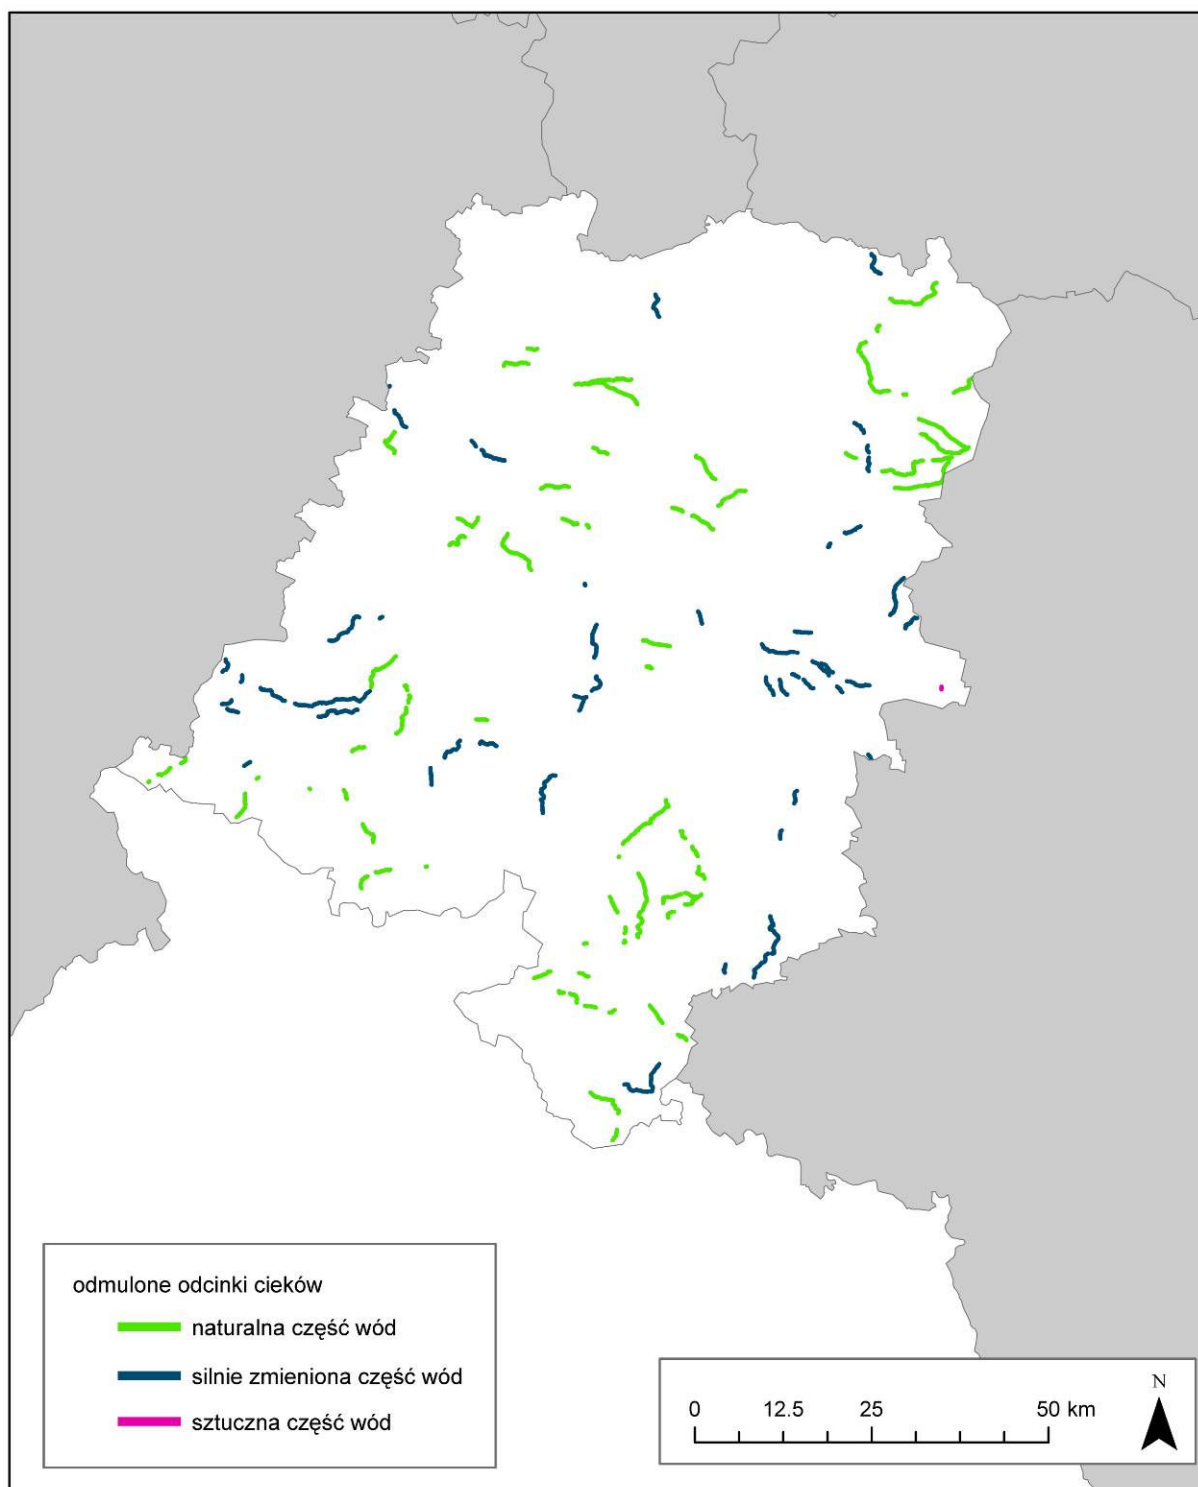 odmulone odcinki cieków
naturalna część wód
silnie zmieniona część wód
sztuczna część wód
0 12.5 25 50 km
N